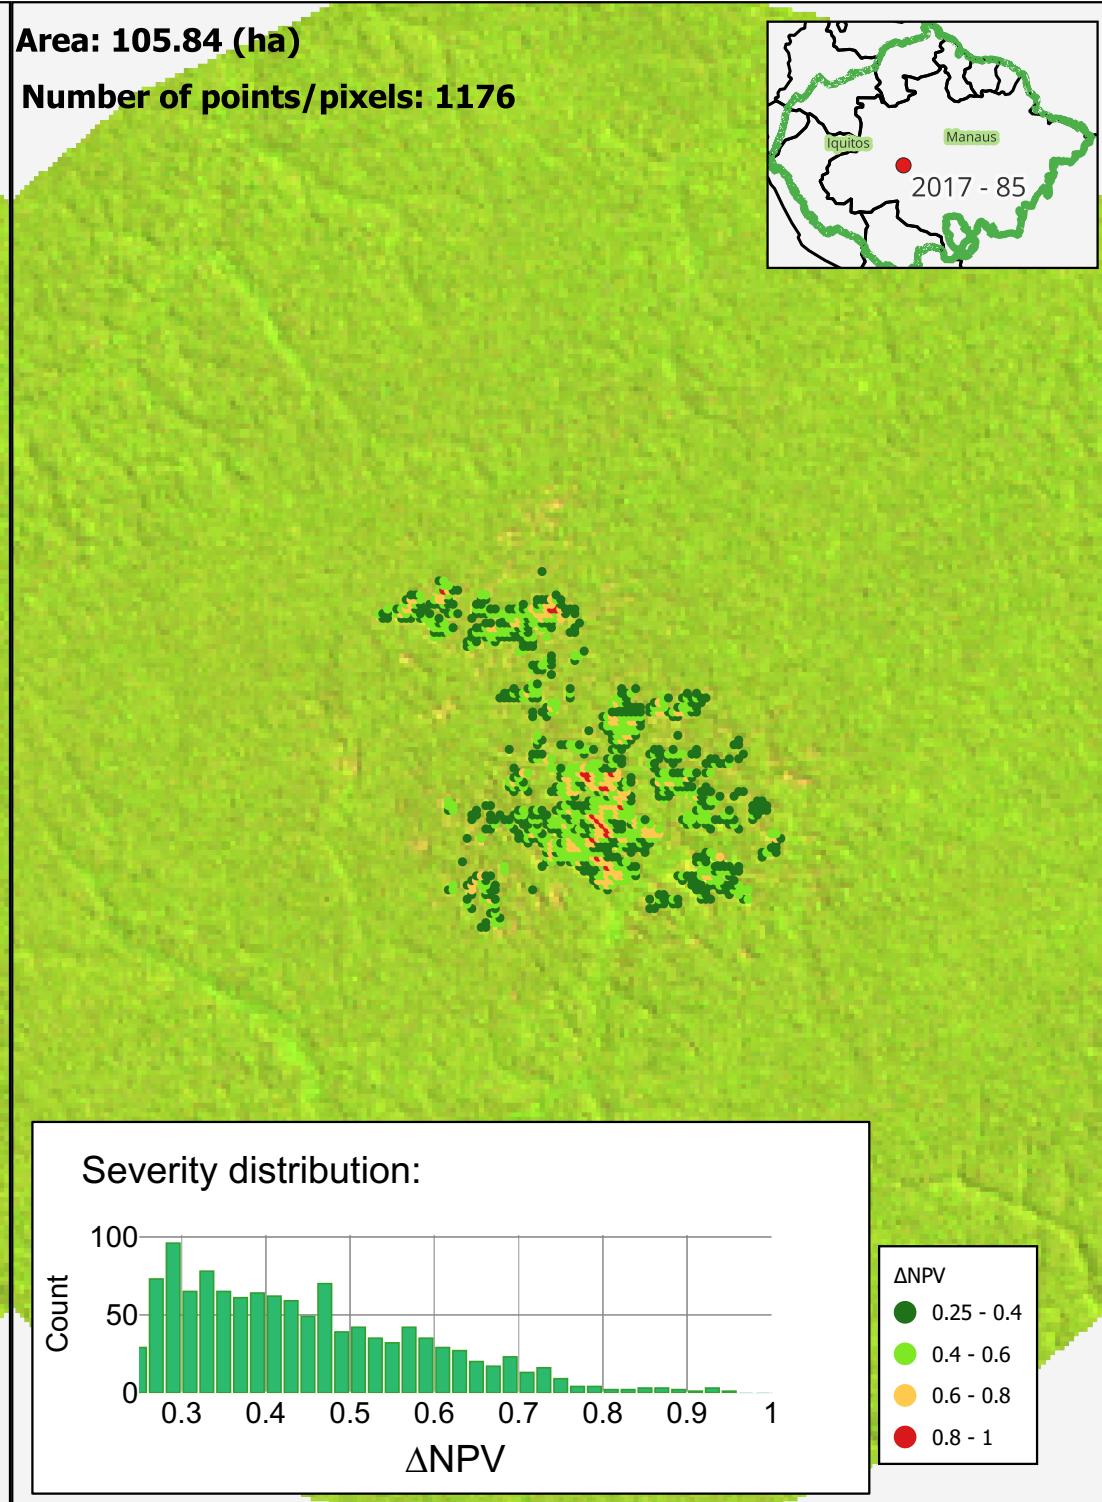 Area: 105.84 (ha)
Number of points/pixels: 1176
Iquitos
Manaus
2017 - 85
Severity distribution:
100
50
0
Count
0.3 0.4 0.5 0.6 0.7 0.8 0.9 1
ΔNPV
ΔNPV
0.25 - 0.4
0.4 - 0.6
0.6 - 0.8
0.8 - 1